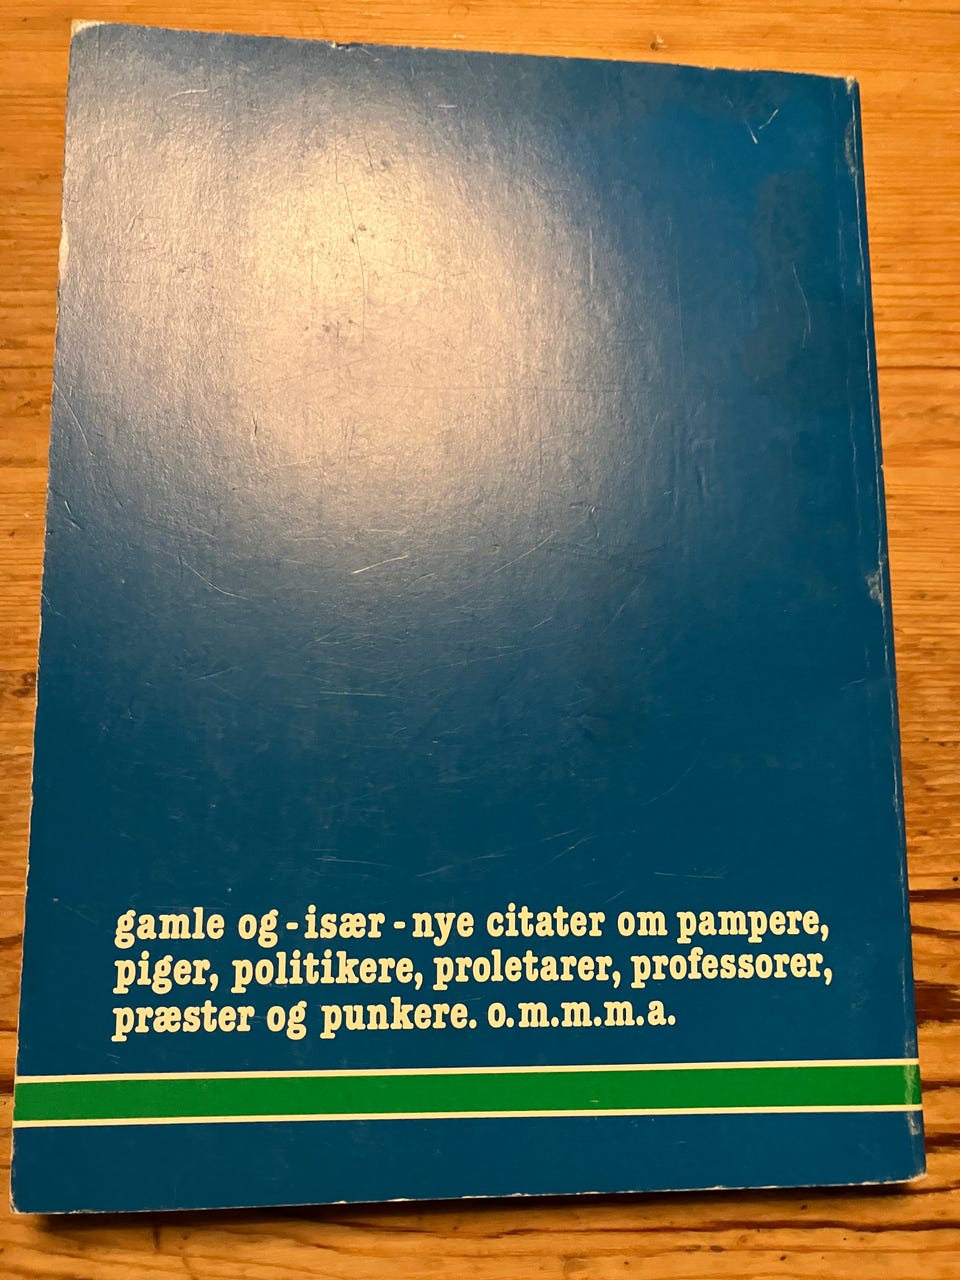 gamle og - især - nye citater om pampere,
piger, politikere, proletarer, professorer,
præster og punkere. o.m.m.m.a.